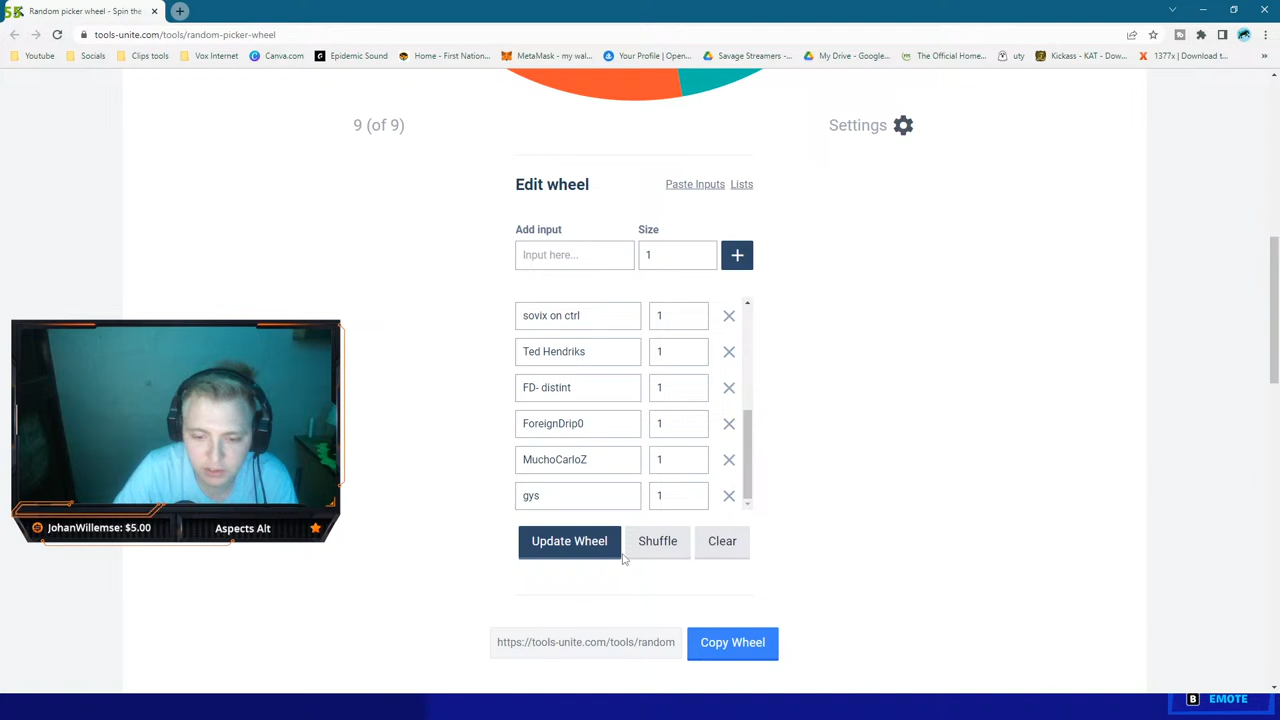 Random picker wheel - Spin the
tools-unite.com/tools/random-picker-wheel
Youtube
Socials
Clips tools
Vox Internet
Canva.com
Epidemic Sound
Home - First Nation...
MetaMask - my wal...
Your Profile | Open...
Savage Streamers -...
My Drive - Google...
The Official Home...
uty
Kickass - KAT - Dow...
1377x | Download t...
9 (of 9)
Settings
Edit wheel
Paste Inputs
Lists
Add input
Size
Input here...
1
+
sovix on ctrl
1
Ted Hendriks
1
FD- distint
1
ForeignDrip0
1
MuchoCarloZ
1
gys
1
Update Wheel
Shuffle
Clear
https://tools-unite.com/tools/random
Copy Wheel
JohanWillemse: $5.00
Aspects Alt
B EMOTE